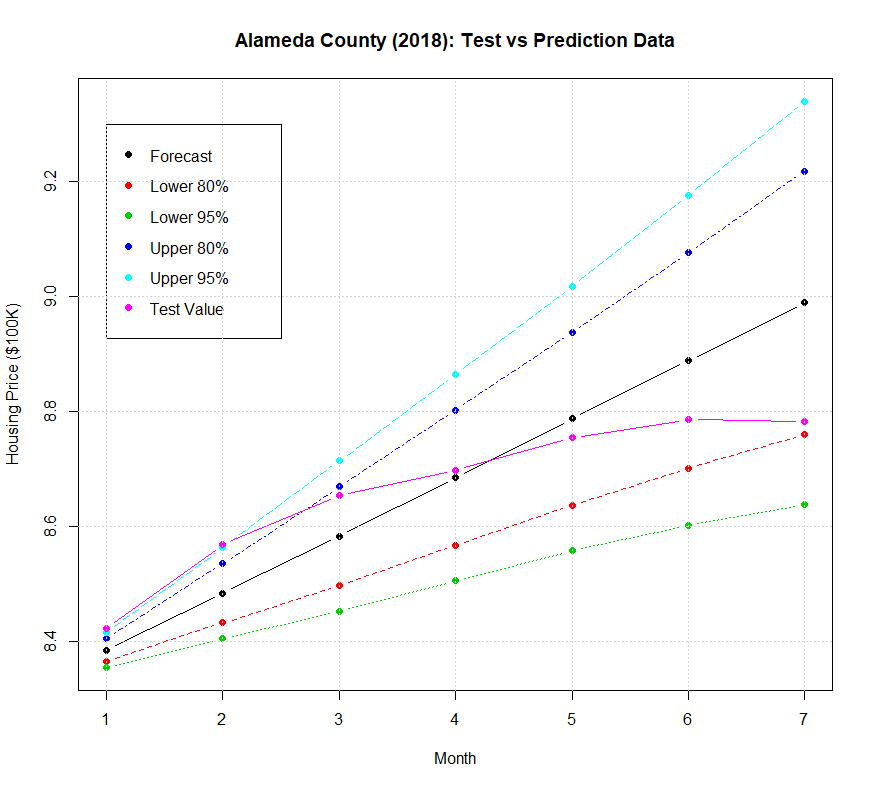 Alameda County (2018): Test vs Prediction Data
Housing Price ($100K)
9.2
9.0
8.8
8.6
8.4
Forecast
Lower 80%
Lower 95%
Upper 80%
Upper 95%
Test Value
1 2 3 4 5 6 7
Month